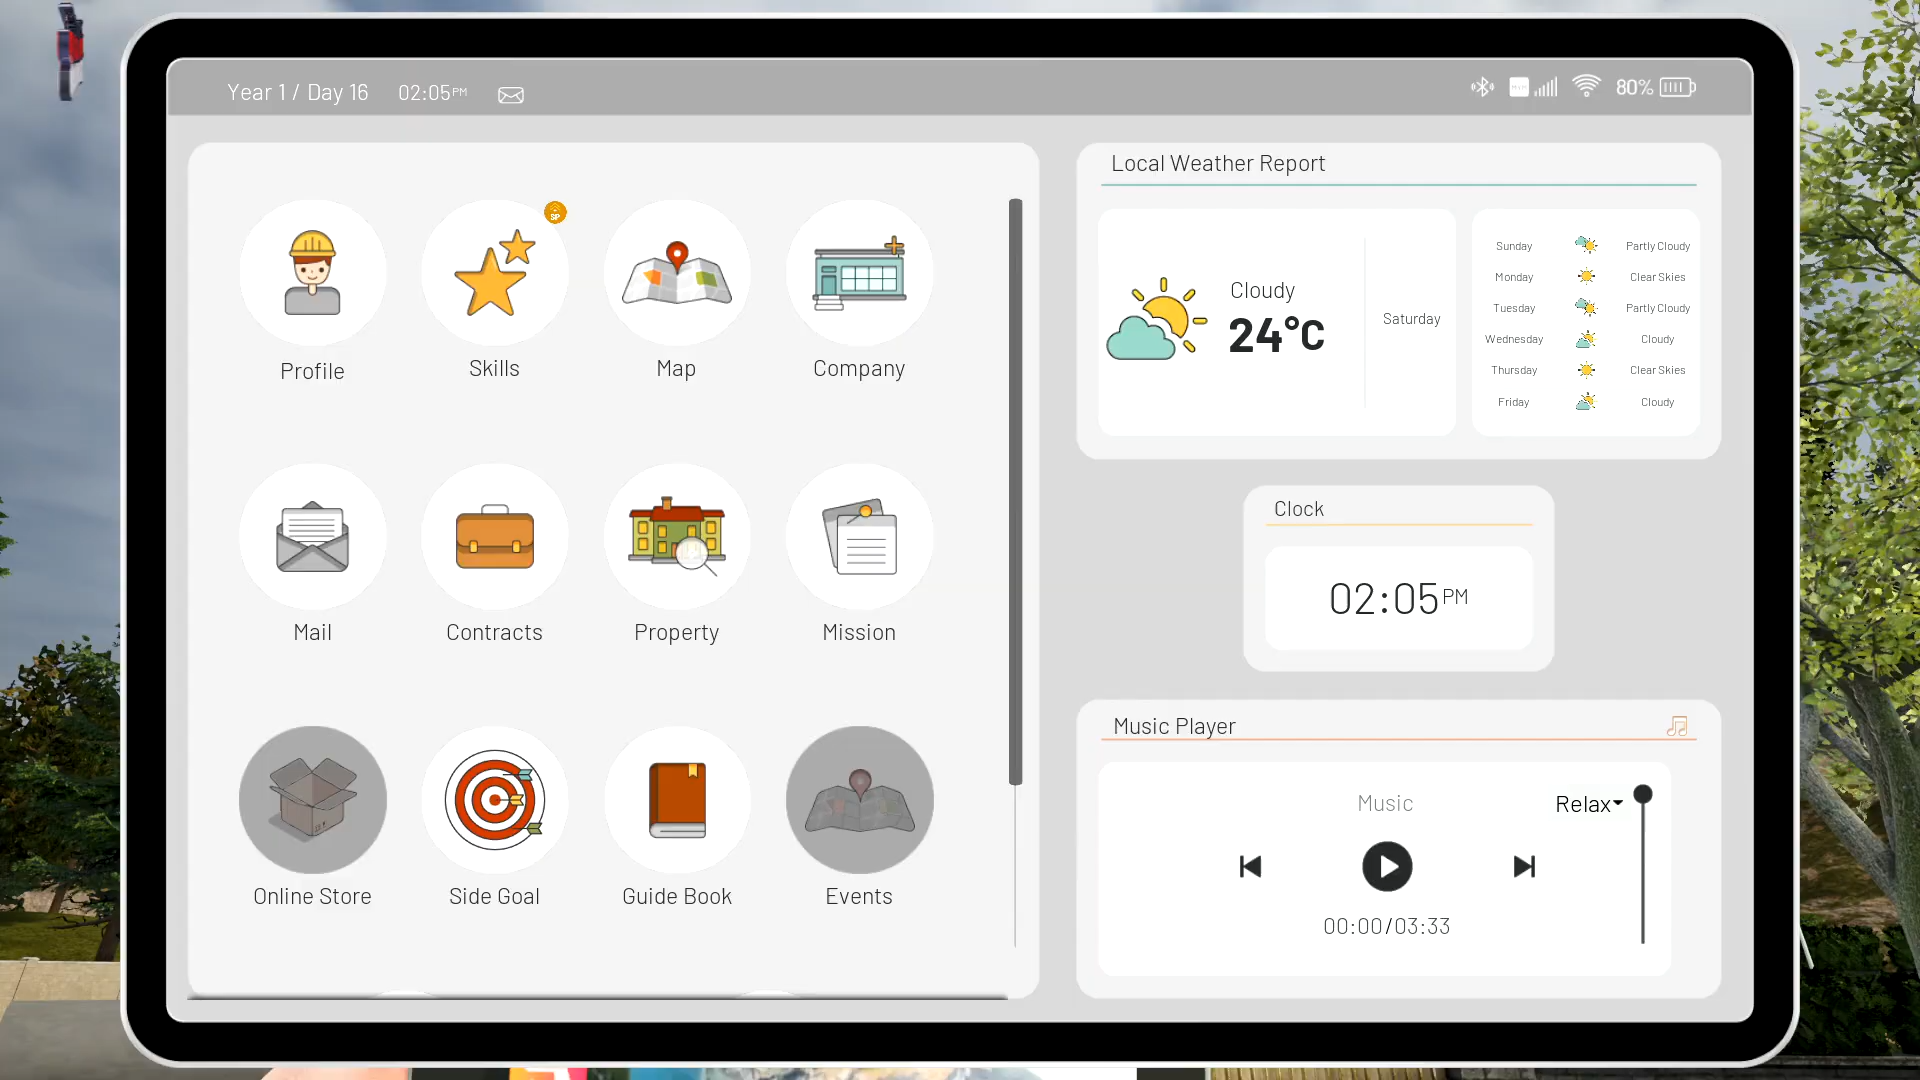 Year 1 / Day 16 02:05PM
80%
SP
Profile Skills Map Company
Mail Contracts Property Mission
Online Store Side Goal Guide Book Events
Local Weather Report
Cloudy
24°C
Saturday
Sunday Partly Cloudy
Monday Clear Skies
Tuesday Partly Cloudy
Wednesday Cloudy
Thursday Clear Skies
Friday Cloudy
Clock
02:05PM
Music Player
Music
Relax
00:00/03:33